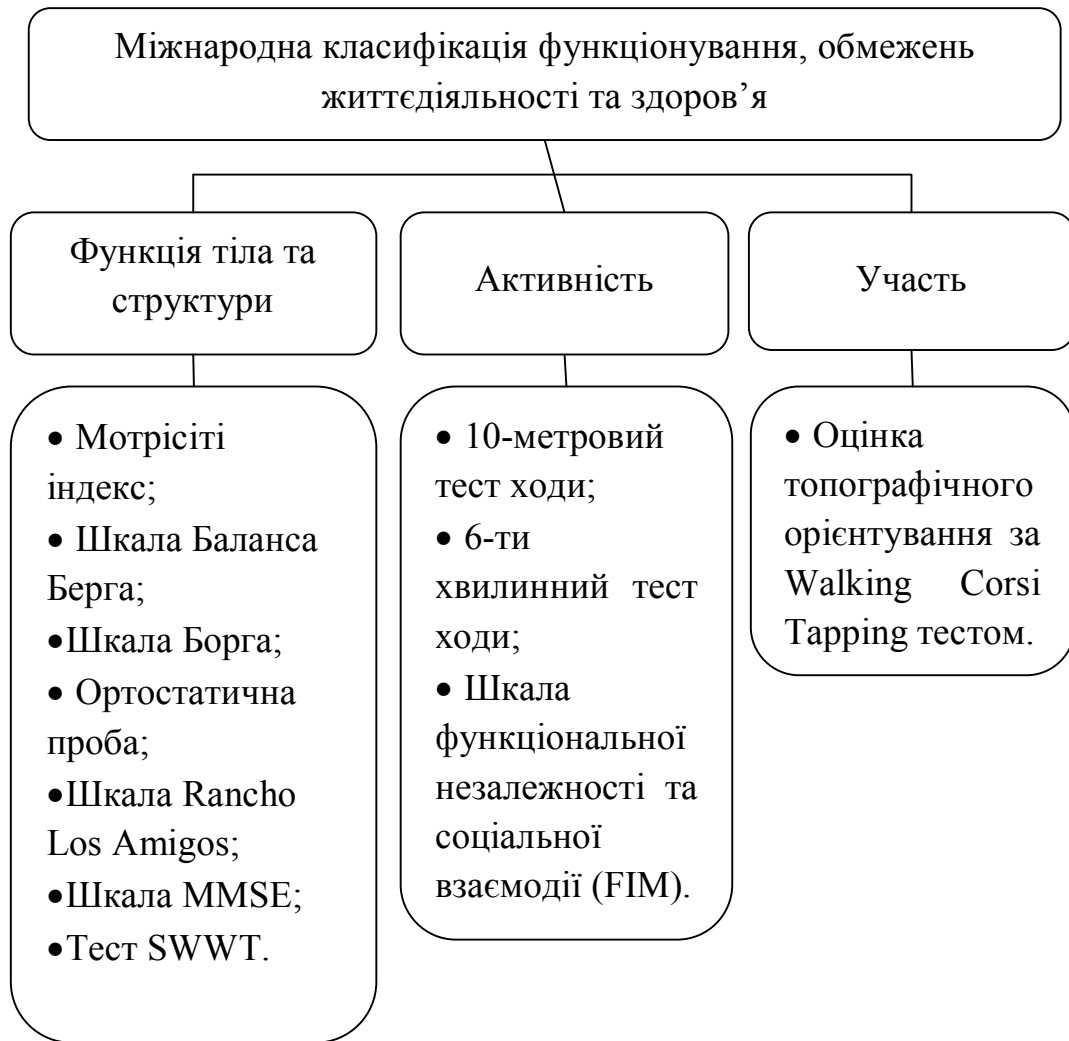 Міжнародна класифікація функціонування, обмежень
життєдіяльності та здоров’я
Функція тіла та
структури
Активність
Участь
• Мотрісіті
індекс;
• Шкала Баланса
Берга;
•Шкала Борга;
• Ортостатична
проба;
•Шкала Rancho
Los Amigos;
•Шкала MMSE;
•Тест SWWT.
• 10-метровий
тест ходи;
• 6-ти
хвилинний тест
ходи;
• Шкала
функціональної
незалежності та
соціальної
взаємодії (FIM).
• Оцінка
топографічного
орієнтування за
Walking Corsi
Tapping тестом.